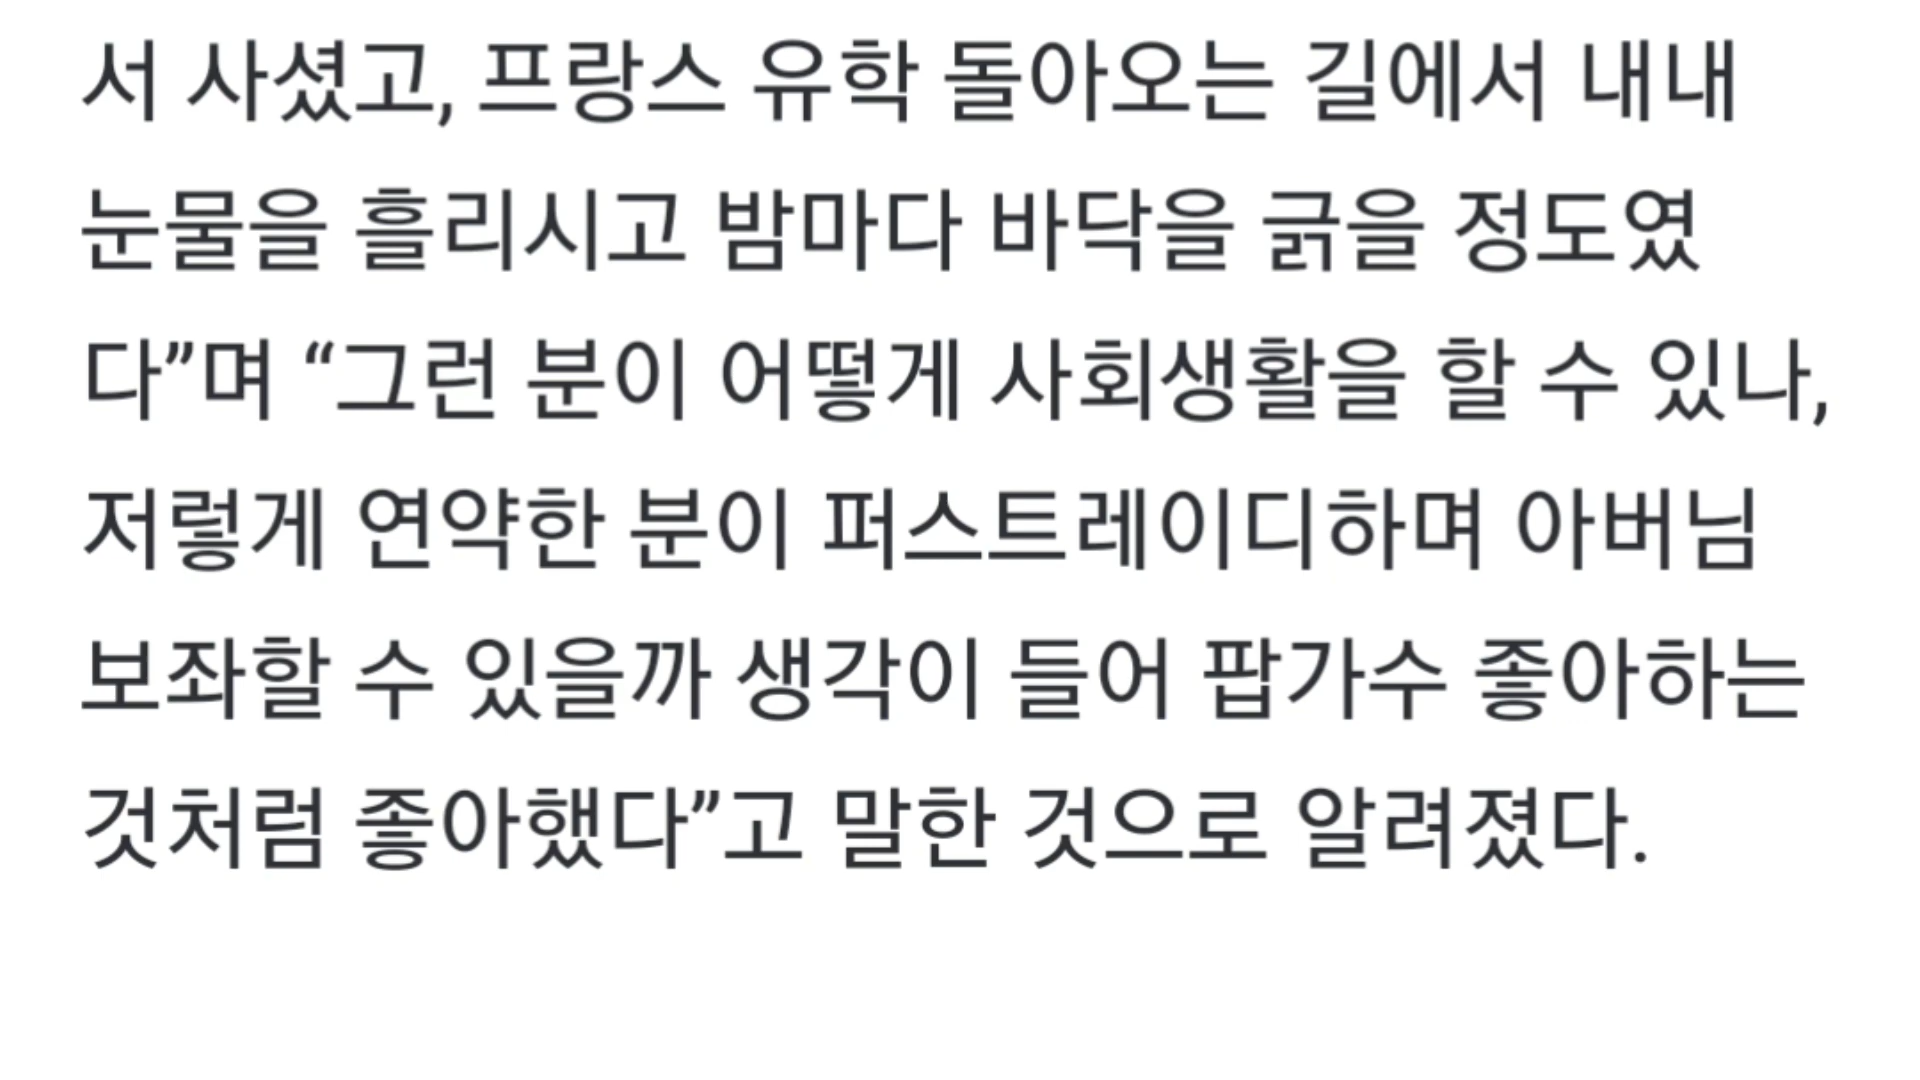 서 사셨고, 프랑스 유학 돌아오는 길에서 내내
눈물을 흘리시고 밤마다 바닥을 긁을 정도였
다”며 “그런 분이 어떻게 사회생활을 할 수 있나,
저렇게 연약한 분이 퍼스트레이디하며 아버님
보좌할 수 있을까 생각이 들어 팝가수 좋아하는
것처럼 좋아했다”고 말한 것으로 알려졌다.